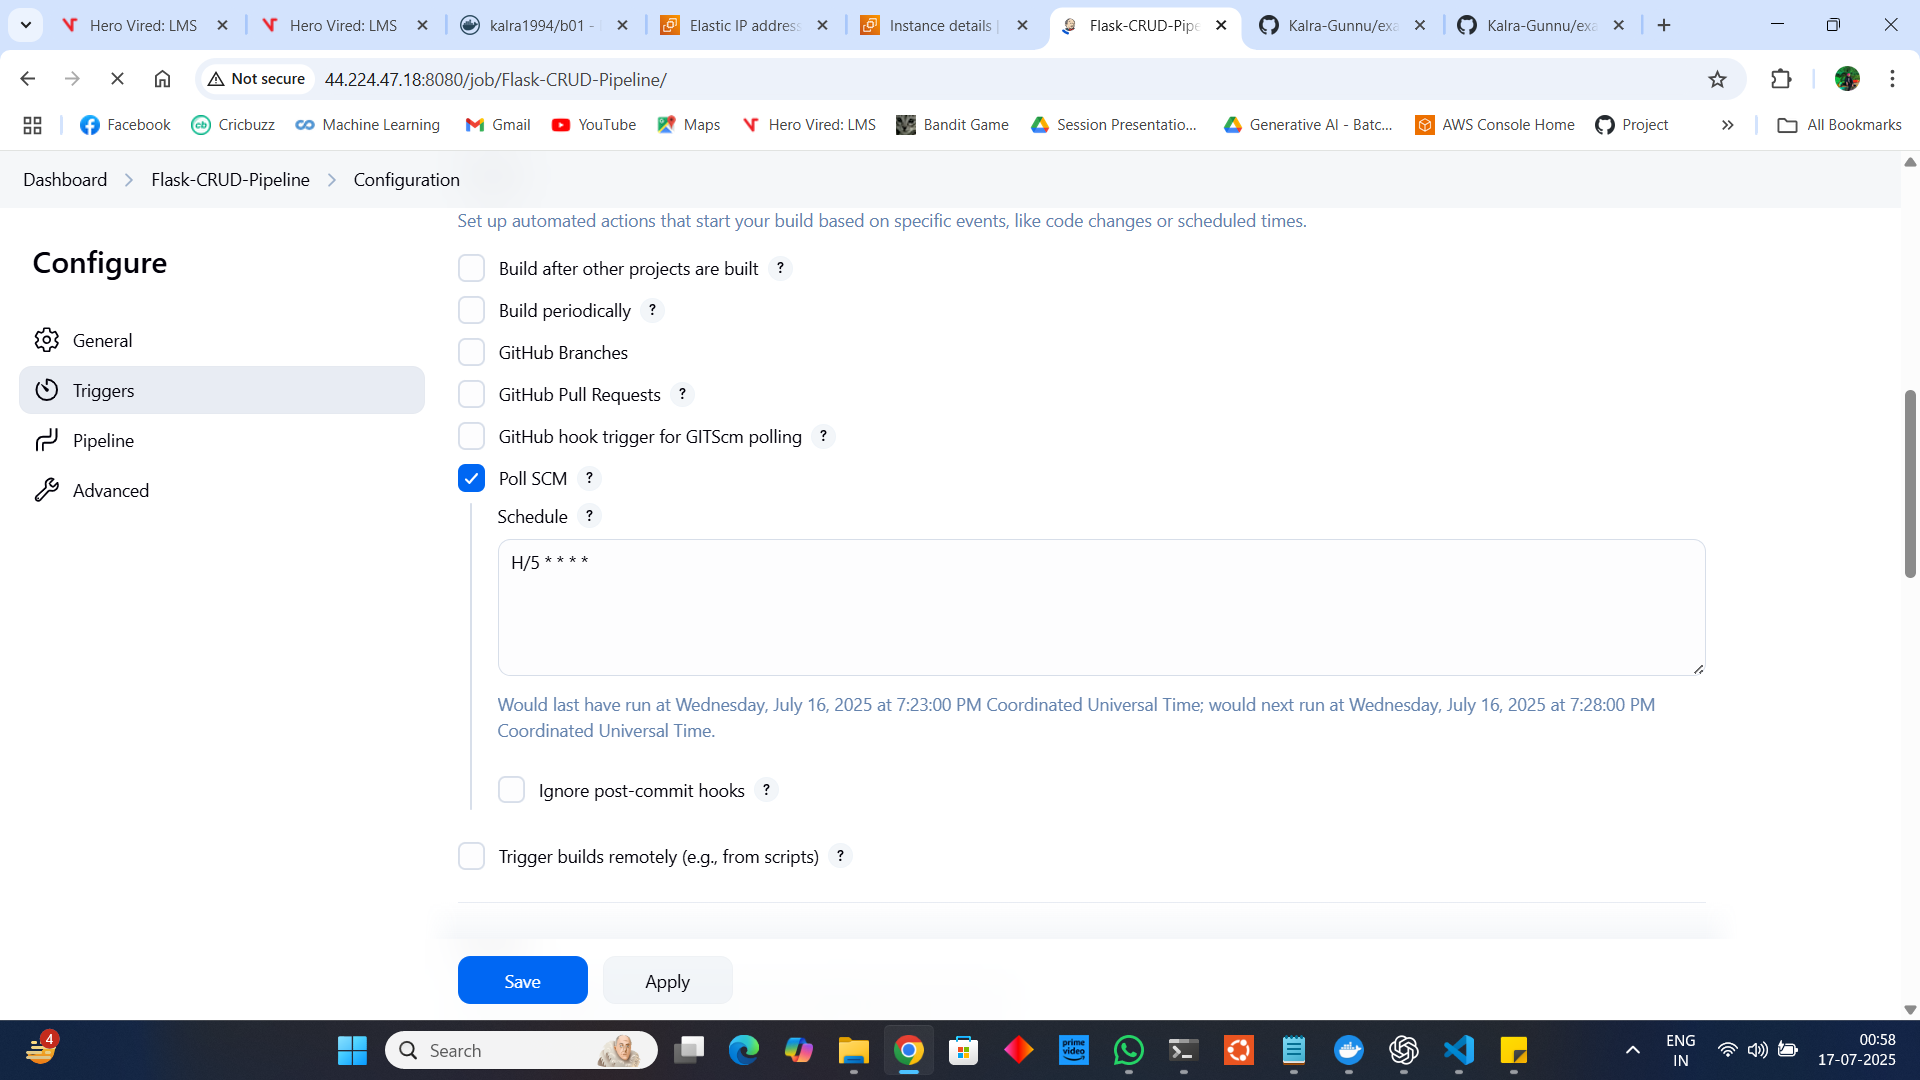 Hero Vired: LMS
Hero Vired: LMS
kalra1994/b01 -
Elastic IP address
Instance details |
Flask-CRUD-Pipe
Kalra-Gunnu/exa
Kalra-Gunnu/exa
Not secure
44.224.47.18:8080/job/Flask-CRUD-Pipeline/
Facebook
Cricbuzz
Machine Learning
Gmail
YouTube
Maps
Hero Vired: LMS
Bandit Game
Session Presentatio...
Generative AI - Batc...
AWS Console Home
Project
All Bookmarks
Dashboard
Flask-CRUD-Pipeline
Configuration
Configure
General
Triggers
Pipeline
Advanced
Set up automated actions that start your build based on specific events, like code changes or scheduled times.
Build after other projects are built ?
Build periodically ?
GitHub Branches
GitHub Pull Requests ?
GitHub hook trigger for GITScm polling ?
Poll SCM ?
Schedule ?
H/5 * * * *
Would last have run at Wednesday, July 16, 2025 at 7:23:00 PM Coordinated Universal Time; would next run at Wednesday, July 16, 2025 at 7:28:00 PM
Coordinated Universal Time.
Ignore post-commit hooks ?
Trigger builds remotely (e.g., from scripts) ?
Save
Apply
4
Search
prime video
ENG
IN
00:58
17-07-2025